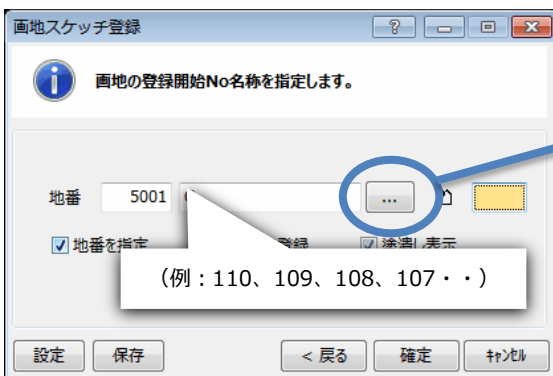 画地スケッチ登録
画地の登録開始No名称を指定します。
地番 5001 ...
地番を指定 登録 塗潰し表示
(例：110、109、108、107・・)
設定 保存 < 戻る 確定 ｷｬﾝｾﾙ